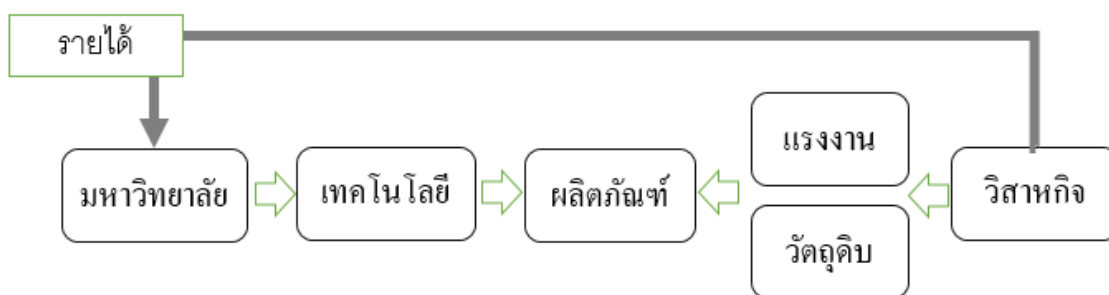 รายได้
แรงงาน
มหาวิทยาลัย
เทคโนโลยี
ผลิตภัณฑ์
วิสาหกิจ
วัตถุดิบ